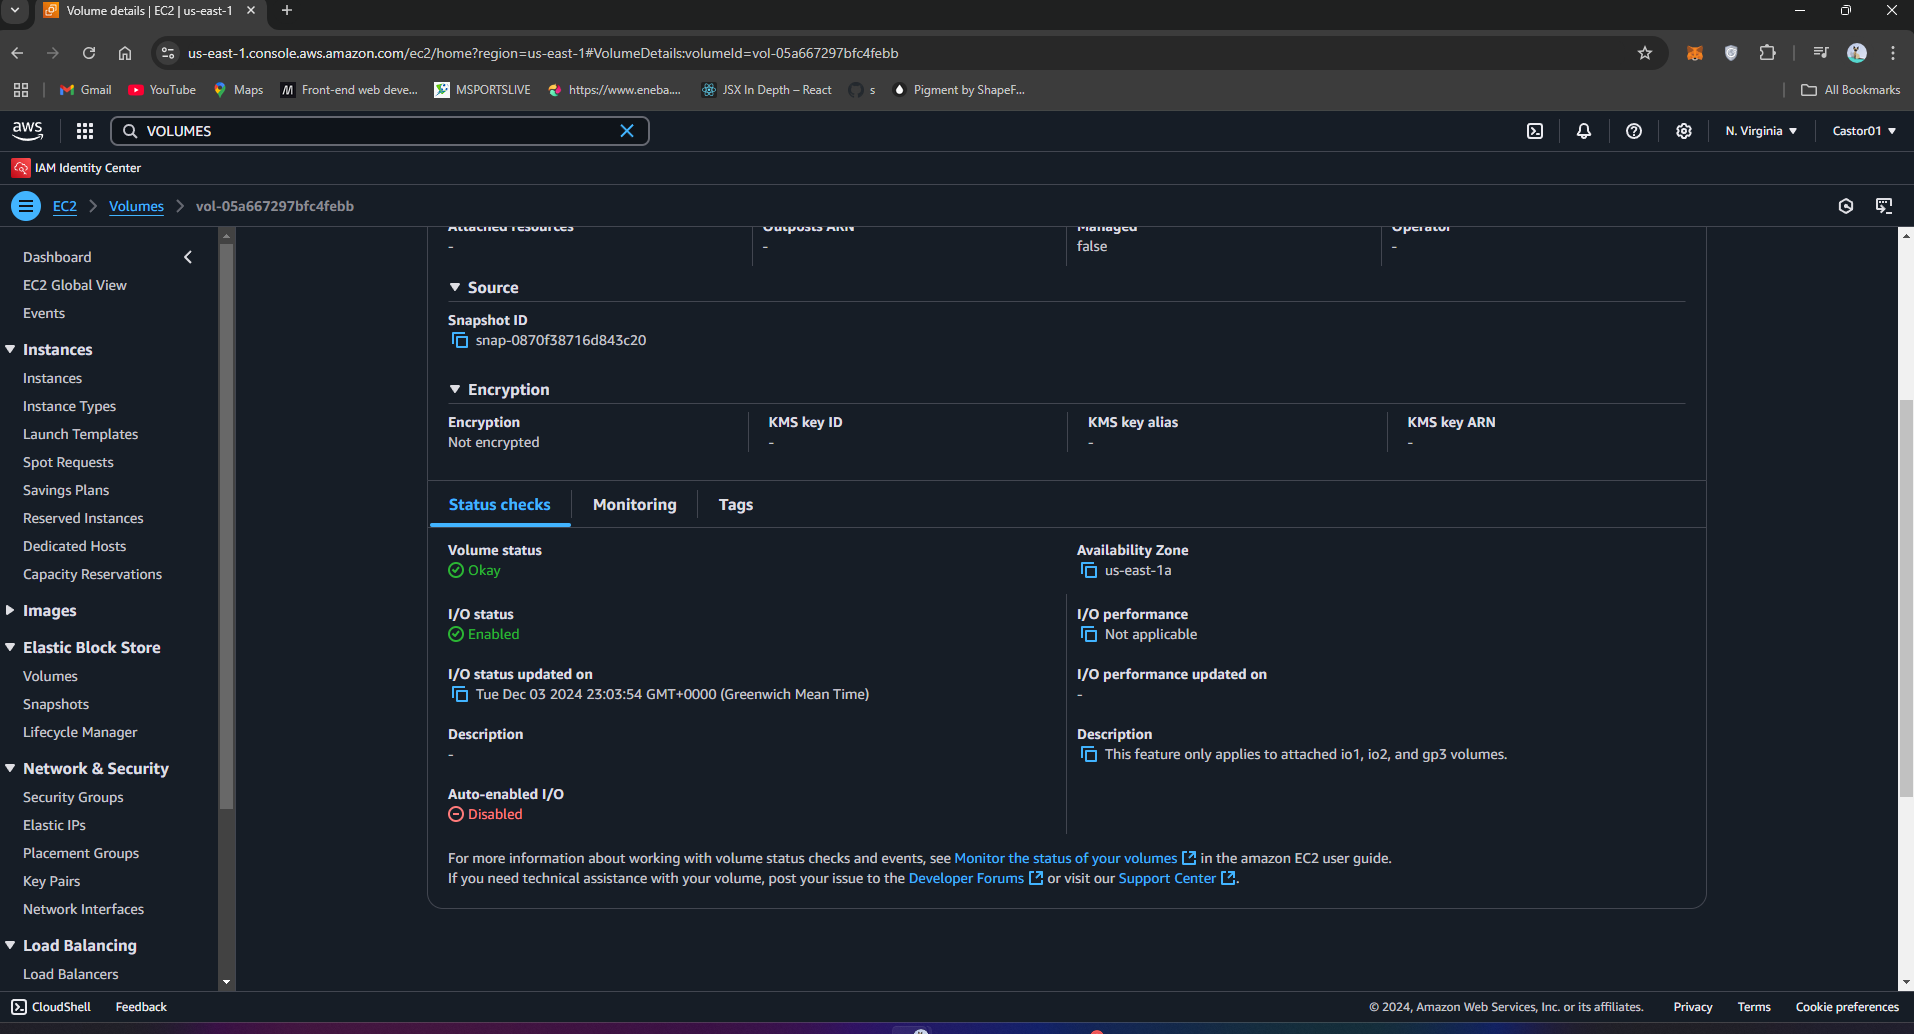 Volume details | EC2 | us-east-1
us-east-1.console.aws.amazon.com/ec2/home?region=us-east-1#VolumeDetails:volumeId=vol-05a667297bfc4febb
Gmail YouTube Maps Front-end web deve... MSPORTSLIVE https://www.eneba.... JSX In Depth – React s Pigment by ShapeF... All Bookmarks
aws VOLUMES N. Virginia Castor01
IAM Identity Center
EC2 Volumes vol-05a667297bfc4febb
Dashboard
EC2 Global View
Events
Instances
Instances
Instance Types
Launch Templates
Spot Requests
Savings Plans
Reserved Instances
Dedicated Hosts
Capacity Reservations
Images
Elastic Block Store
Volumes
Snapshots
Lifecycle Manager
Network & Security
Security Groups
Elastic IPs
Placement Groups
Key Pairs
Network Interfaces
Load Balancing
Load Balancers
Attached resources Outposts ARN Managed Operator
- - false -
Source
Snapshot ID
snap-0870f38716d843c20
Encryption
Encryption KMS key ID KMS key alias KMS key ARN
Not encrypted - - -
Status checks Monitoring Tags
Volume status
Okay
Availability Zone
us-east-1a
I/O status
Enabled
I/O performance
Not applicable
I/O status updated on
Tue Dec 03 2024 23:03:54 GMT+0000 (Greenwich Mean Time)
I/O performance updated on
-
Description
-
Description
This feature only applies to attached io1, io2, and gp3 volumes.
Auto-enabled I/O
Disabled
For more information about working with volume status checks and events, see Monitor the status of your volumes in the amazon EC2 user guide.
If you need technical assistance with your volume, post your issue to the Developer Forums or visit our Support Center.
CloudShell Feedback © 2024, Amazon Web Services, Inc. or its affiliates. Privacy Terms Cookie preferences